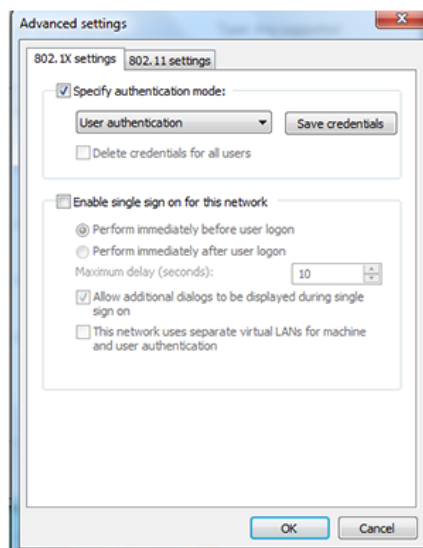 Advanced settings
802.1X settings 802.11 settings
Specify authentication mode:
User authentication Save credentials
Delete credentials for all users
Enable single sign on for this network
Perform immediately before user logon
Perform immediately after user logon
Maximum delay (seconds): 10
Allow additional dialogs to be displayed during single
sign on
This network uses separate virtual LANs for machine
and user authentication
OK Cancel